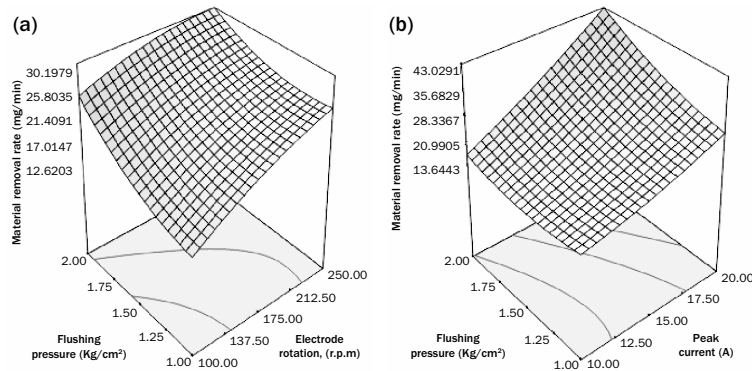 (a)
Material removal rate (mg/min)
30.1979
25.8035
21.4091
17.0147
12.6203
2.00
1.75
1.50
1.25
1.00
Flushing
pressure (Kg/cm²)
100.00
137.50
175.00
212.50
250.00
Electrode
rotation, (r.p.m)
(b)
Material removal rate (mg/min)
43.0291
35.6829
28.3367
20.9905
13.6443
2.00
1.75
1.50
1.25
1.00
Flushing
pressure (Kg/cm²)
10.00
12.50
15.00
17.50
20.00
Peak
current (A)